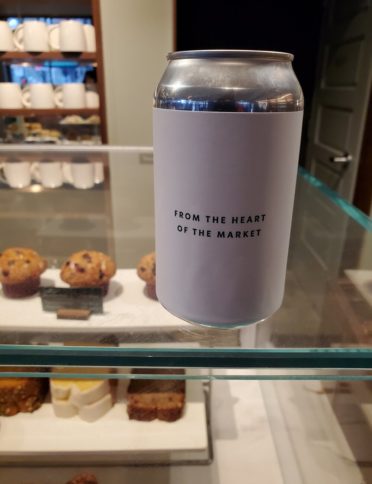 FROM THE HEART
OF THE MARKET